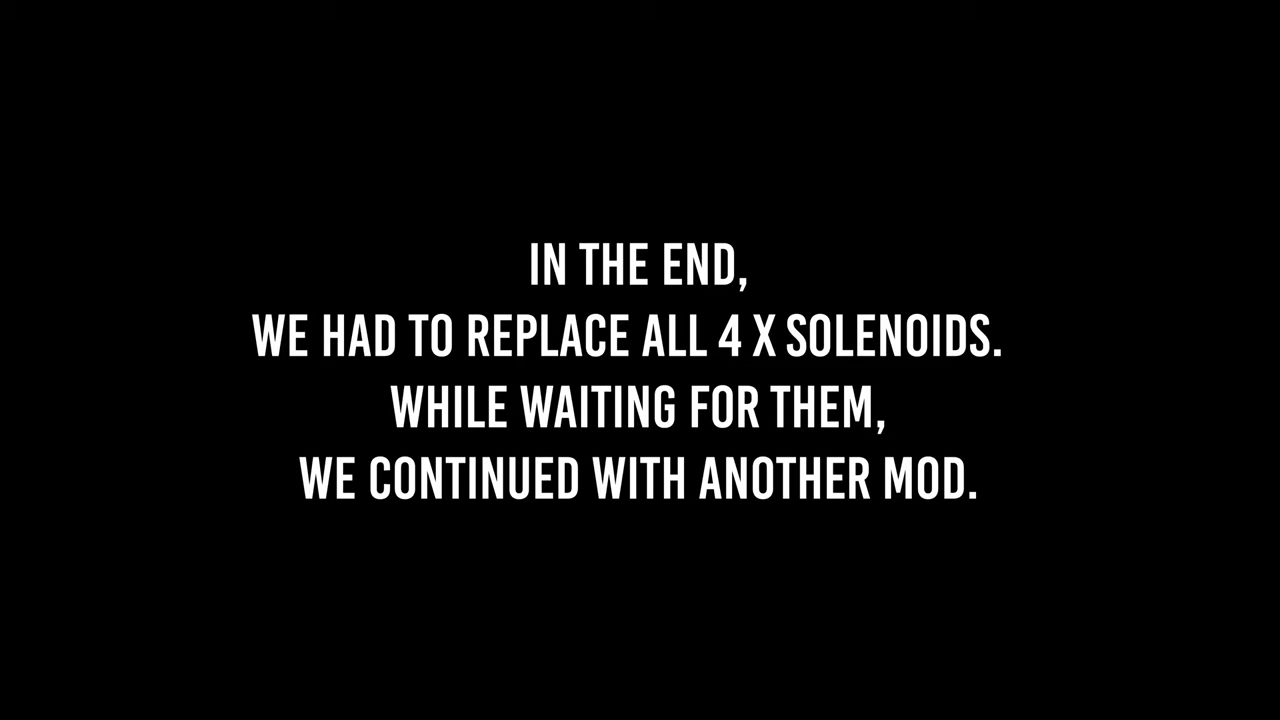 IN THE END,
WE HAD TO REPLACE ALL 4 X SOLENOIDS.
WHILE WAITING FOR THEM,
WE CONTINUED WITH ANOTHER MOD.